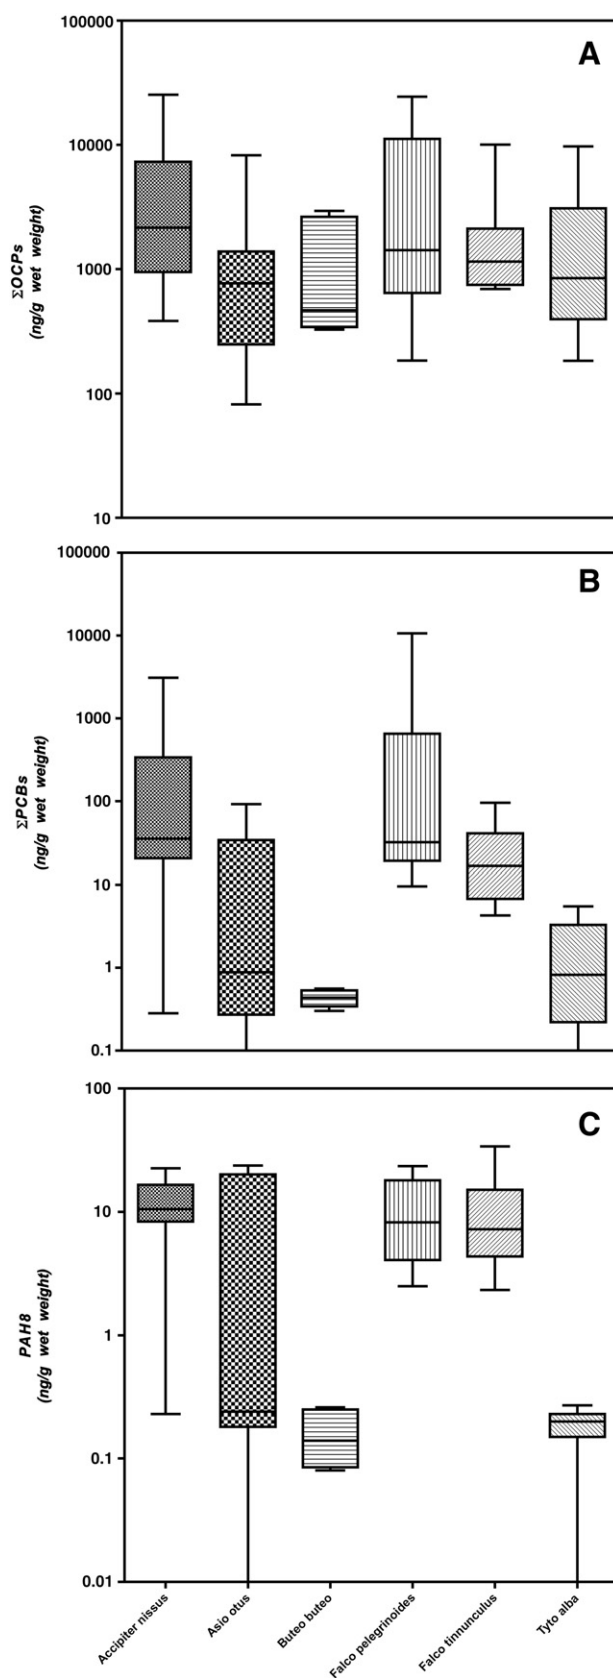 A
100000
10000
1000
100
10
ΣOCPs
(ng/g wet weight)
B
100000
10000
1000
100
10
1
0.1
ΣPCBs
(ng/g wet weight)
C
100
10
1
0.1
0.01
PAH8
(ng/g wet weight)
Accipiter nissus
Asio otus
Buteo buteo
Falco pelegrinoides
Falco tinnunculus
Tyto alba